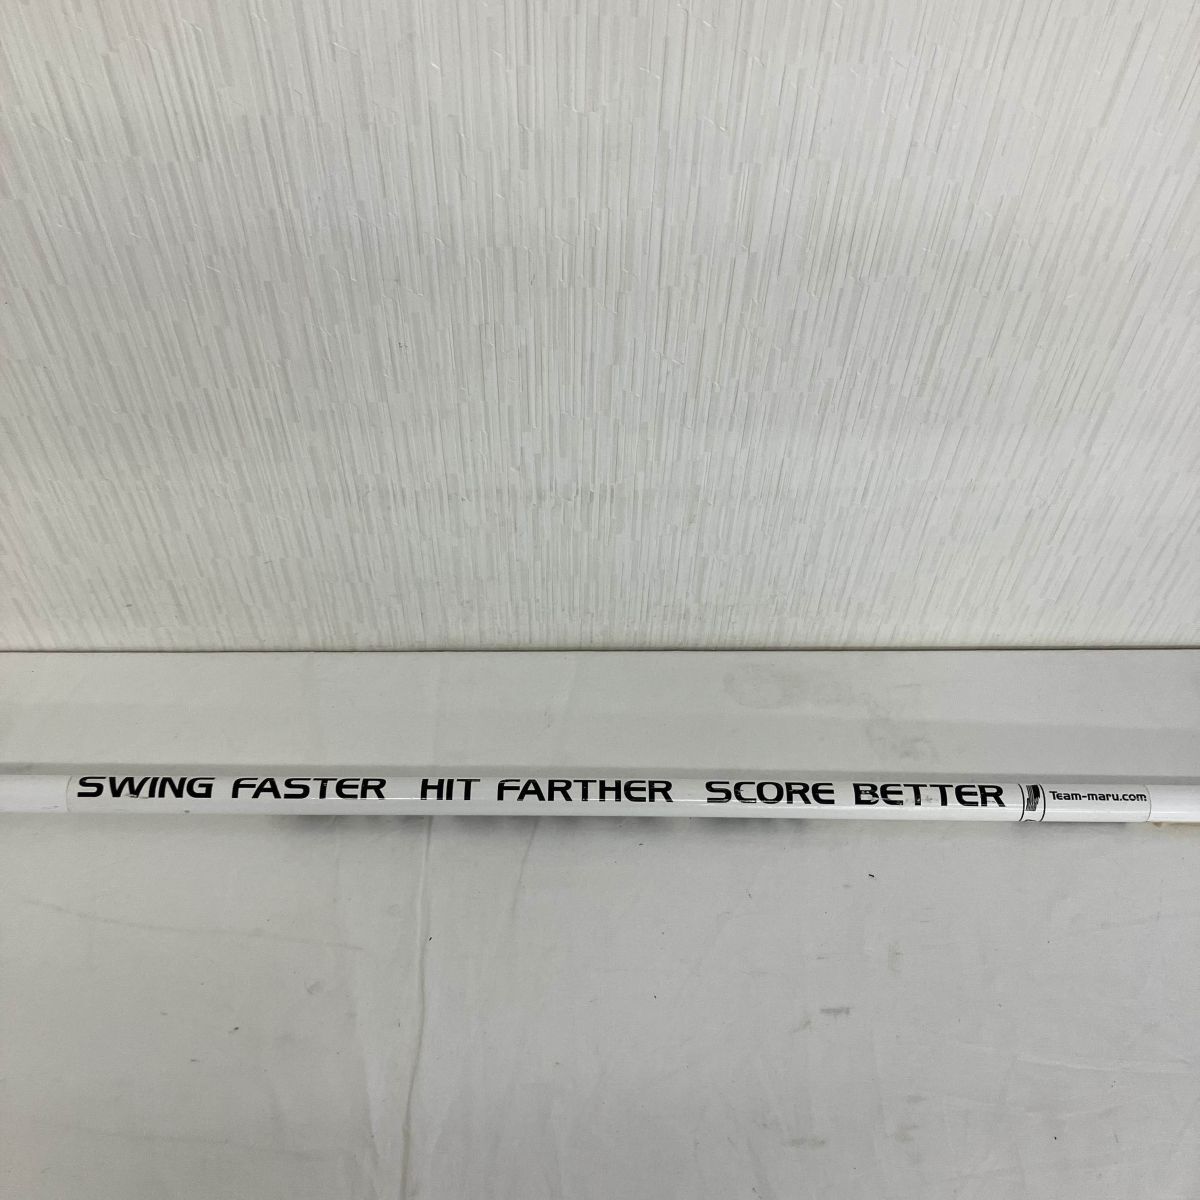 SWING FASTER HIT FARTHER SCORE BETTER Team-maru.com